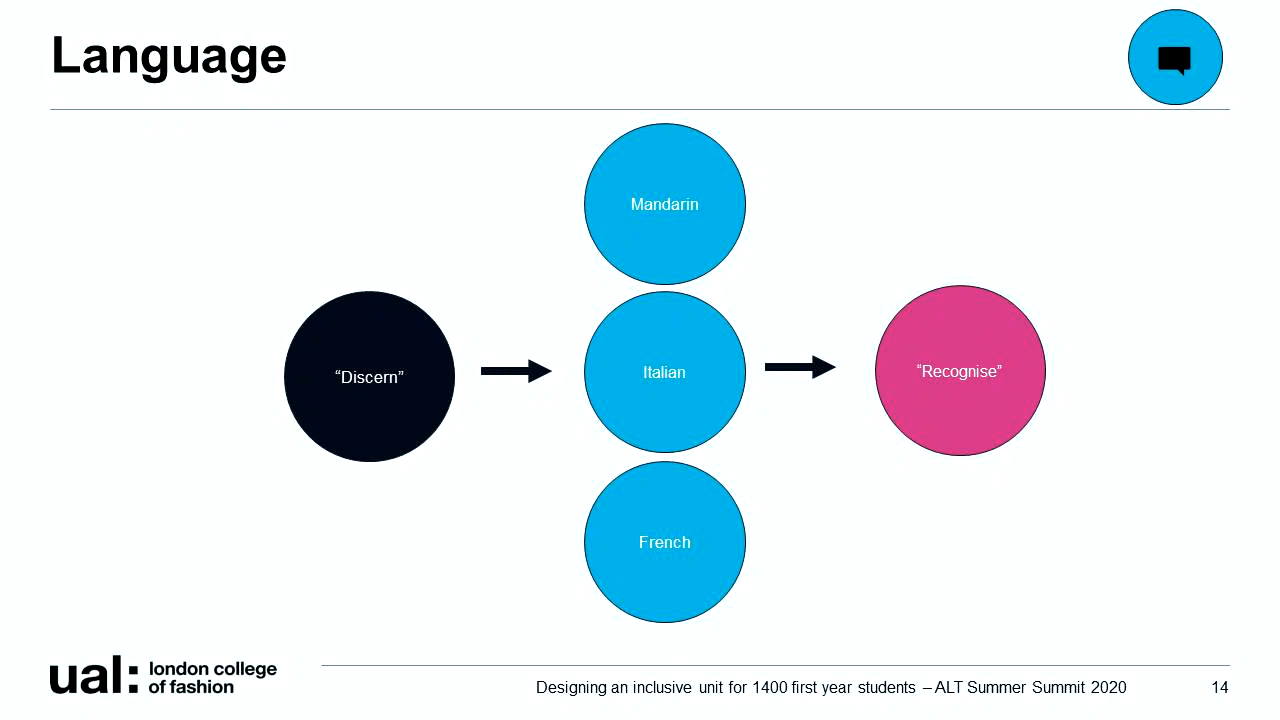 Language
Mandarin
“Discern”
Italian
“Recognise”
French
ual: london college
of fashion
Designing an inclusive unit for 1400 first year students – ALT Summer Summit 2020
14